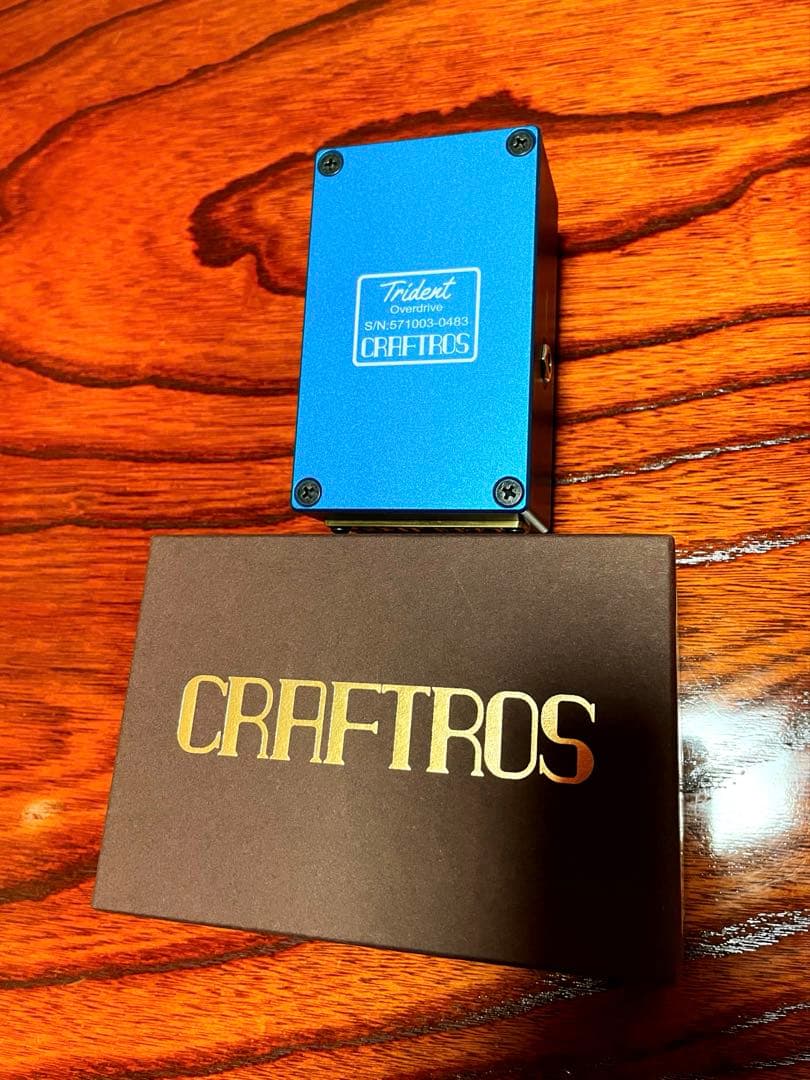 Trident
Overdrive
S/N:571003-0483
CRAFTROS
CRAFTROS